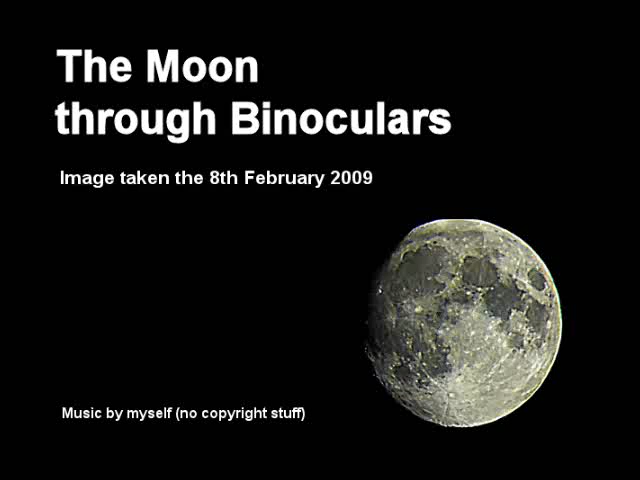 The Moon
through Binoculars
Image taken the 8th February 2009
Music by myself (no copyright stuff)